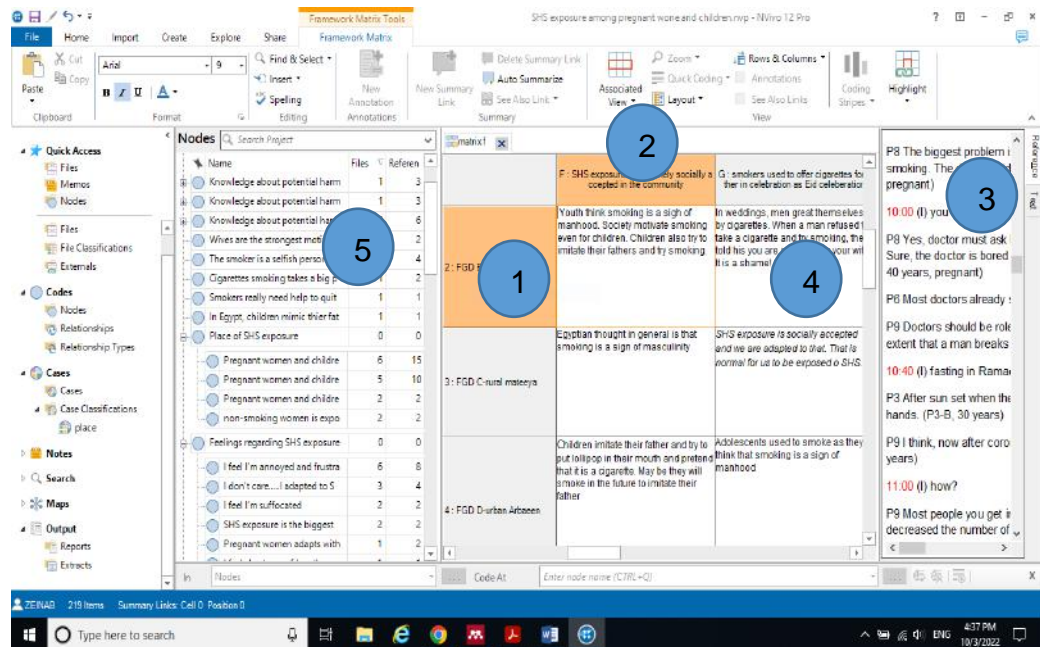 Framework Matrix Tools
SHS exposure among pregnant wone and children.nvp - NVivo 12 Pro
File Home Import Create Explore Share Framework Matrix
Paste
Cut
Copy
Clipboard
Arial 9
B I U A
Format
Find & Select
Insert
Spelling
Editing
New Annotation
Annotations
New Summary Link
Delete Summary Link
Auto Summarize
See Also Link
Summary
Associated View
Zoom
Quick Coding
Layout
Rows & Columns
Annotations
See Also Links
Coding Stripes
Highlight
View
Quick Access
Files
Memos
Nodes
Files
File Classifications
Externals
Codes
Nodes
Relationships
Relationship Types
Cases
Cases
Case Classifications
place
Notes
Search
Maps
Output
Reports
Extracts
Nodes Search Project
Name Files Referen
Knowledge about potential harm 1 3
Knowledge about potential harm 1 3
Knowledge about potential har 6
Wives are the strongest moti 2
The smoker is a selfish perso 4
Cigarettes smoking takes a big p 2
Smokers really need help to quit 1 1
In Egypt, children mimic thier fat 1 1
Place of SHS exposure 0 0
Pregnant women and childre 6 15
Pregnant women and childre 5 10
Pregnant women and childre 2 2
non-smoking women is expo 2 2
Feelings regarding SHS exposure 0 0
I feel I'm annoyed and frustra 6 8
I don't care.....I adapted to S 3 4
I feel I'm suffocated 2 2
SHS exposure is the biggest 2 2
Pregnant women adapts with 1 2
5
In Nodes
matrix f
F : SHS exposu ly socially a
ccepted in the community
G : smokers used to offer cigarettes for
ther in celebration as Eid celeberation
2
2 : FGD
1
Youth think smoking is a sigh of
manhood. Society motivate smoking
even for children. Children also try to
imitate their fathers and try smoking.
In weddings, men great themselves
by cigarettes. When a man refused t
take a cigarette and try smoking, the
told his you are your wif
It is a shame
4
3 : FGD C-rural mateeya
Egyptian thought in general is that
smoking is a sign of masculinity
SHS exposure is socially accepted
and we are adapted to that. That is
normal for us to be exposed o SHS.
4 : FGD D-urban Arbaeen
Children imitate their father and try to
put lollipop in their mouth and pretend
that it is a cigarette. May be they will
smoke in the future to imitate their
father
Adolescents used to smoke as they
think that smoking is a sign of
manhood
Code At Enter node name (CTRL+Q)
P8 The biggest problem i
smoking. The
pregnant)
10:00 (I) you
3
P8 Yes, doctor must ask
Sure, the doctor is bored
40 years, pregnant)
P6 Most doctors already
P9 Doctors should be role
extent that a man breaks
10:40 (I) fasting in Rama
P3 After sun set when the
hands. (P3-B, 30 years)
P9 I think, now after coro
years)
11:00 (I) how?
P9 Most people you get i
decreased the number of
ZEINAB 219 Items Summary Links: Cell 0 Position 0
Type here to search
ENG
4:37 PM
10/3/2022